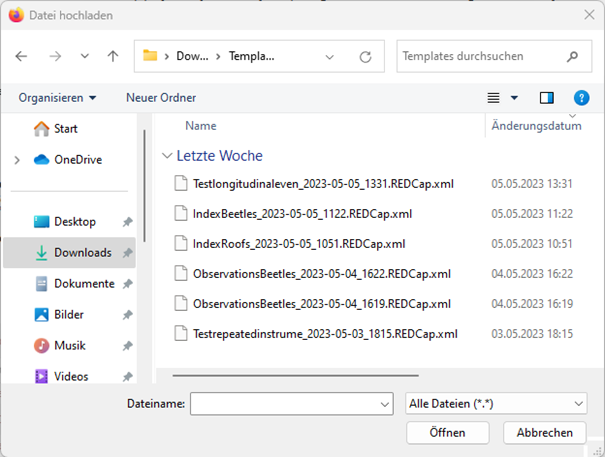 Datei hochladen
Dow... Templa... Templates durchsuchen
Organisieren Neuer Ordner
Name Änderungsdatum
Start
OneDrive
Desktop
Downloads
Dokumente
Bilder
Musik
Videos
Letzte Woche
Testlongitudinaleven_2023-05-05_1331.REDCap.xml 05.05.2023 13:31
IndexBeetles_2023-05-05_1122.REDCap.xml 05.05.2023 11:22
IndexRoofs_2023-05-05_1051.REDCap.xml 05.05.2023 10:51
ObservationsBeetles_2023-05-04_1622.REDCap.xml 04.05.2023 16:22
ObservationsBeetles_2023-05-04_1619.REDCap.xml 04.05.2023 16:19
Testrepeatedinstrume_2023-05-03_1815.REDCap.xml 03.05.2023 18:15
Dateiname: Alle Dateien (*.*)
Öffnen Abbrechen